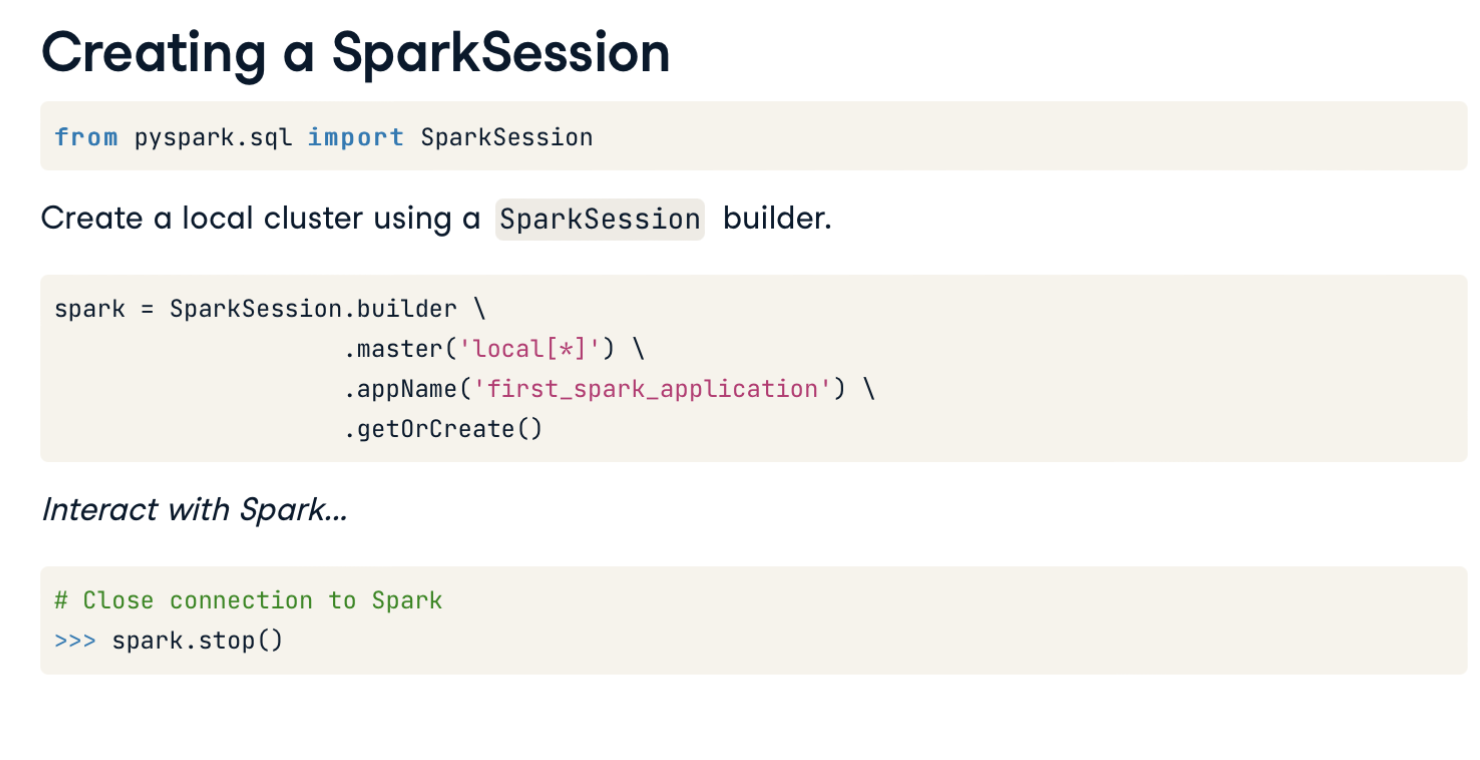 Creating a SparkSession
from pyspark.sql import SparkSession
Create a local cluster using a SparkSession builder.
spark = SparkSession.builder \
                    .master('local[*]') \
                    .appName('first_spark_application') \
                    .getOrCreate()
Interact with Spark...
# Close connection to Spark
>>> spark.stop()